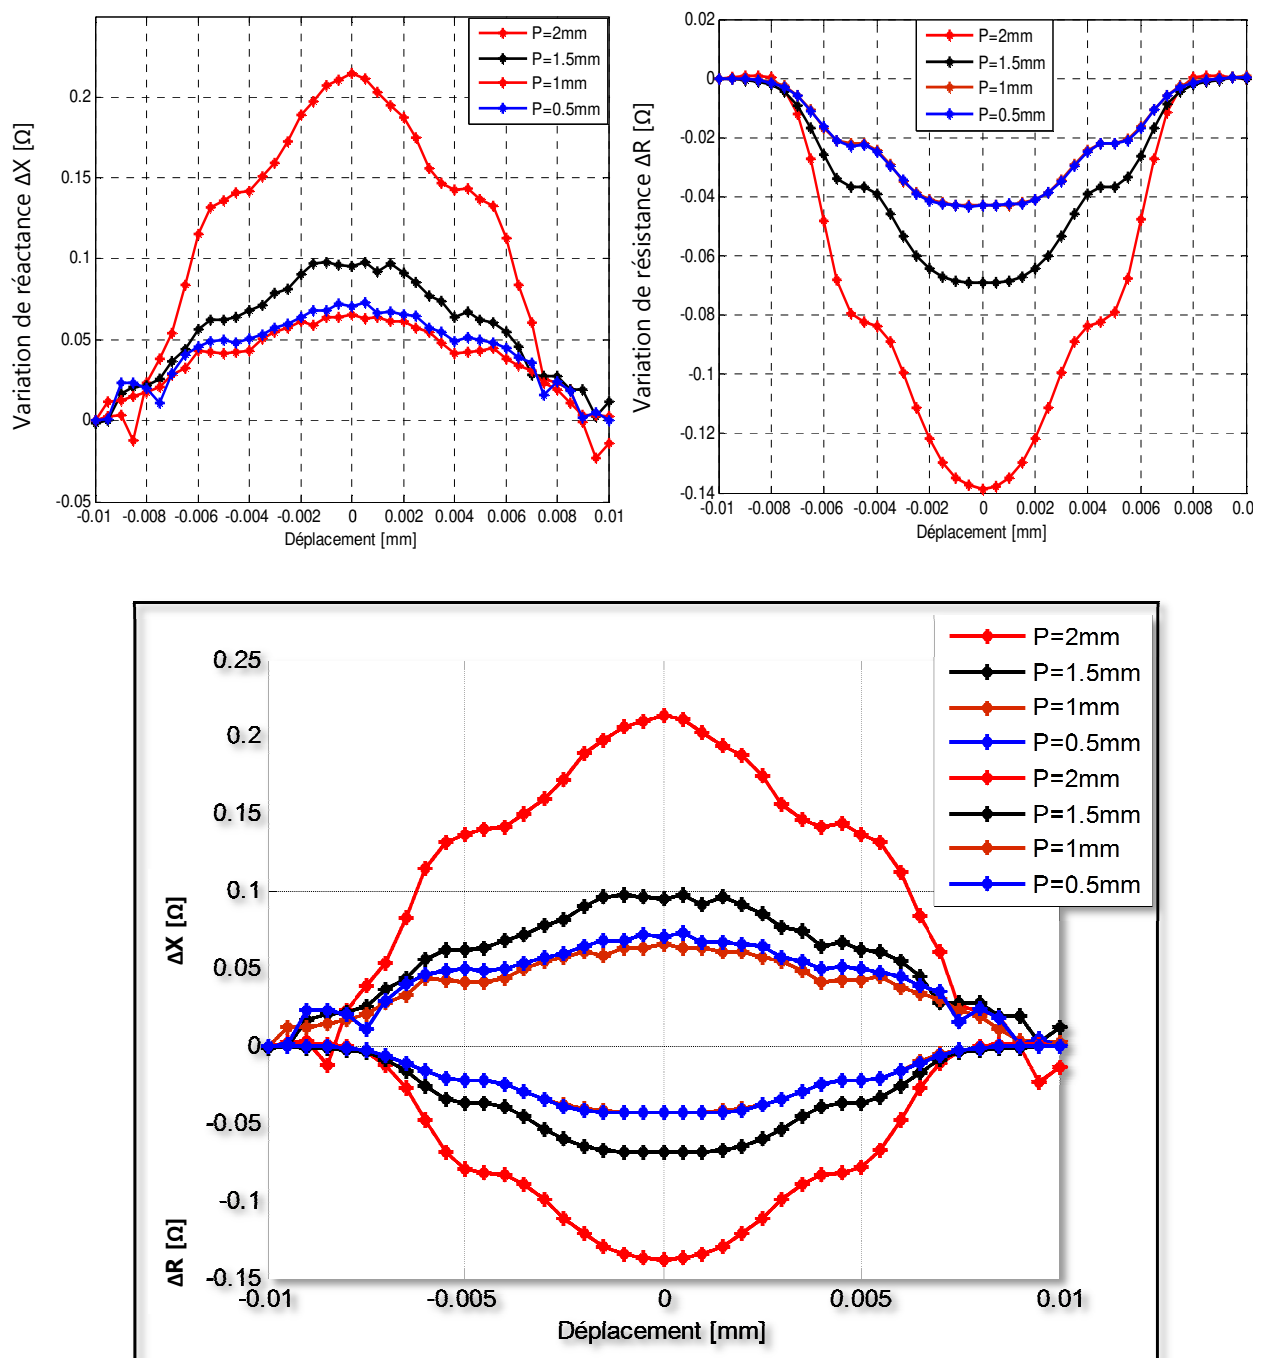 Variation de réactance ΔX [Ω]
0.2
0.15
0.1
0.05
0
-0.05
-0.01 -0.008 -0.006 -0.004 -0.002 0 0.002 0.004 0.006 0.008 0.01
Déplacement [mm]
P=2mm
P=1.5mm
P=1mm
P=0.5mm
Variation de résistance ΔR [Ω]
0.02
0
-0.02
-0.04
-0.06
-0.08
-0.1
-0.12
-0.14
-0.01 -0.008 -0.006 -0.004 -0.002 0 0.002 0.004 0.006 0.008 0.0
Déplacement [mm]
P=2mm
P=1.5mm
P=1mm
P=0.5mm
ΔX [Ω]
ΔR [Ω]
0.25
0.2
0.15
0.1
0.05
0
-0.05
-0.1
-0.15
-0.01 -0.005 0 0.005 0.01
Déplacement [mm]
P=2mm
P=1.5mm
P=1mm
P=0.5mm
P=2mm
P=1.5mm
P=1mm
P=0.5mm